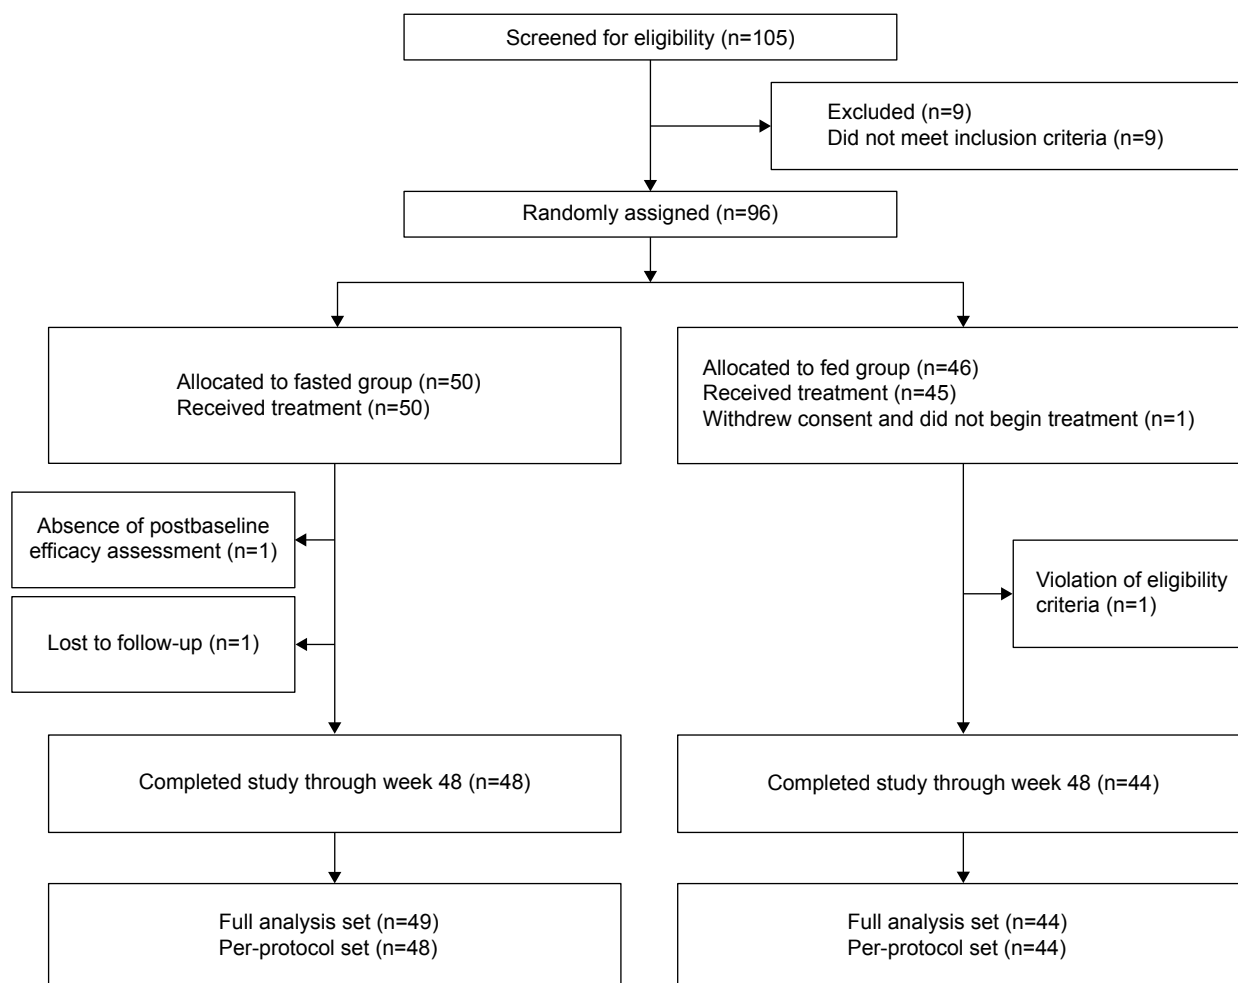 Screened for eligibility (n=105)
Excluded (n=9)
Did not meet inclusion criteria (n=9)
Randomly assigned (n=96)
Allocated to fasted group (n=50)
Received treatment (n=50)
Allocated to fed group (n=46)
Received treatment (n=45)
Withdrew consent and did not begin treatment (n=1)
Absence of postbaseline
efficacy assessment (n=1)
Lost to follow-up (n=1)
Violation of eligibility
criteria (n=1)
Completed study through week 48 (n=48)
Completed study through week 48 (n=44)
Full analysis set (n=49)
Per-protocol set (n=48)
Full analysis set (n=44)
Per-protocol set (n=44)